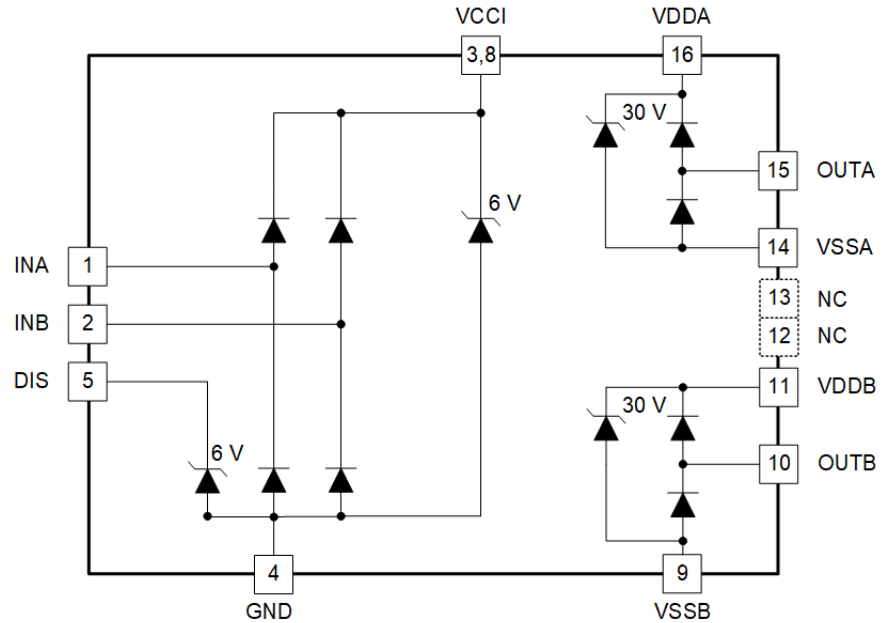 VCCI
VDDA
3,8
16
30 V
15
OUTA
6 V
14
VSSA
INA
1
13
NC
INB
2
12
NC
DIS
5
11
VDDB
30 V
6 V
10
OUTB
4
9
GND
VSSB